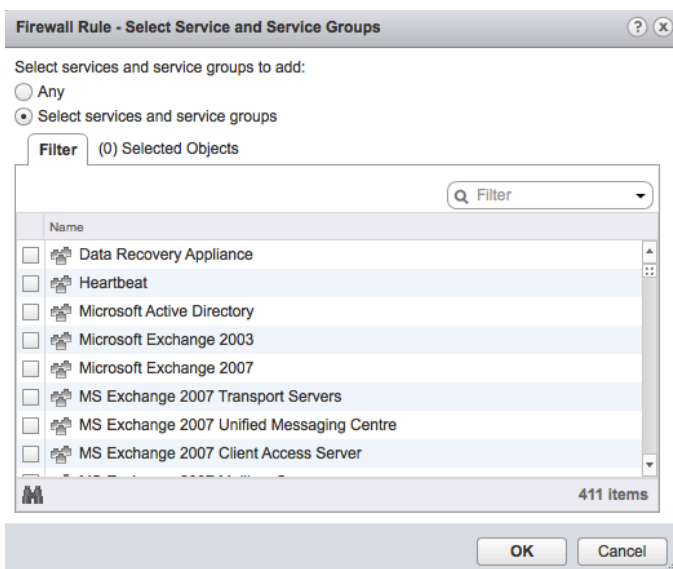 Firewall Rule - Select Service and Service Groups
Select services and service groups to add:
Any
Select services and service groups
Filter (0) Selected Objects
Filter
Name
Data Recovery Appliance
Heartbeat
Microsoft Active Directory
Microsoft Exchange 2003
Microsoft Exchange 2007
MS Exchange 2007 Transport Servers
MS Exchange 2007 Unified Messaging Centre
MS Exchange 2007 Client Access Server
411 items
OK Cancel